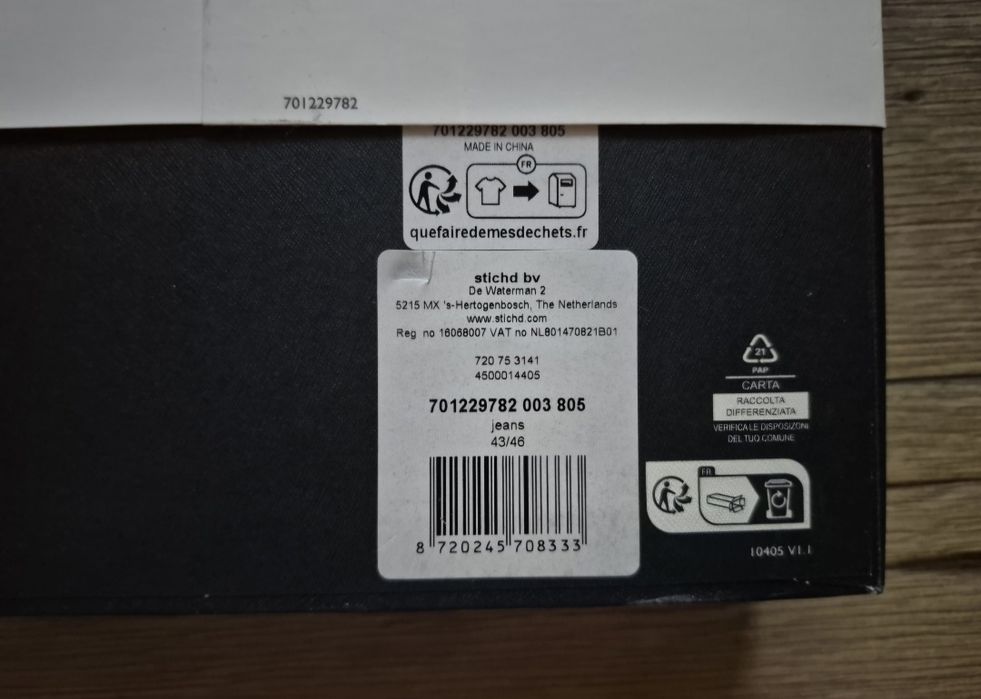 701229782
701229782 003 805
MADE IN CHINA
FR
quefairedemesdechets.fr
stichd bv
De Waterman 2
5215 MX 's-Hertogenbosch, The Netherlands
www.stichd.com
Reg no 16068007 VAT no NL801470821B01
720 75 3141
4500014405
701229782 003 805
jeans
43/46
8 720245 708333
21
PAP
CARTA
RACCOLTA
DIFFERENZIATA
VERIFICA LE DISPOSIZONI
DEL TUO COMUNE
FR
10405 V1.1